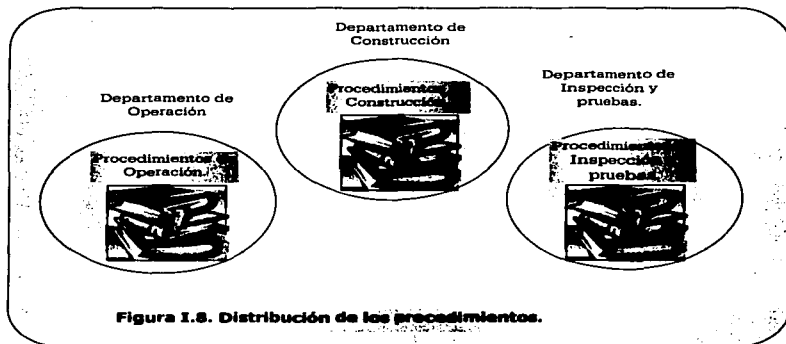 Departamento de
Construcción
Procedimientos
Construcción
Departamento de
Operación
Procedimientos
Operación.
Departamento de
Inspección y
pruebas.
Inspección
pruebas
Figura I.8. Distribución de los procedimientos.